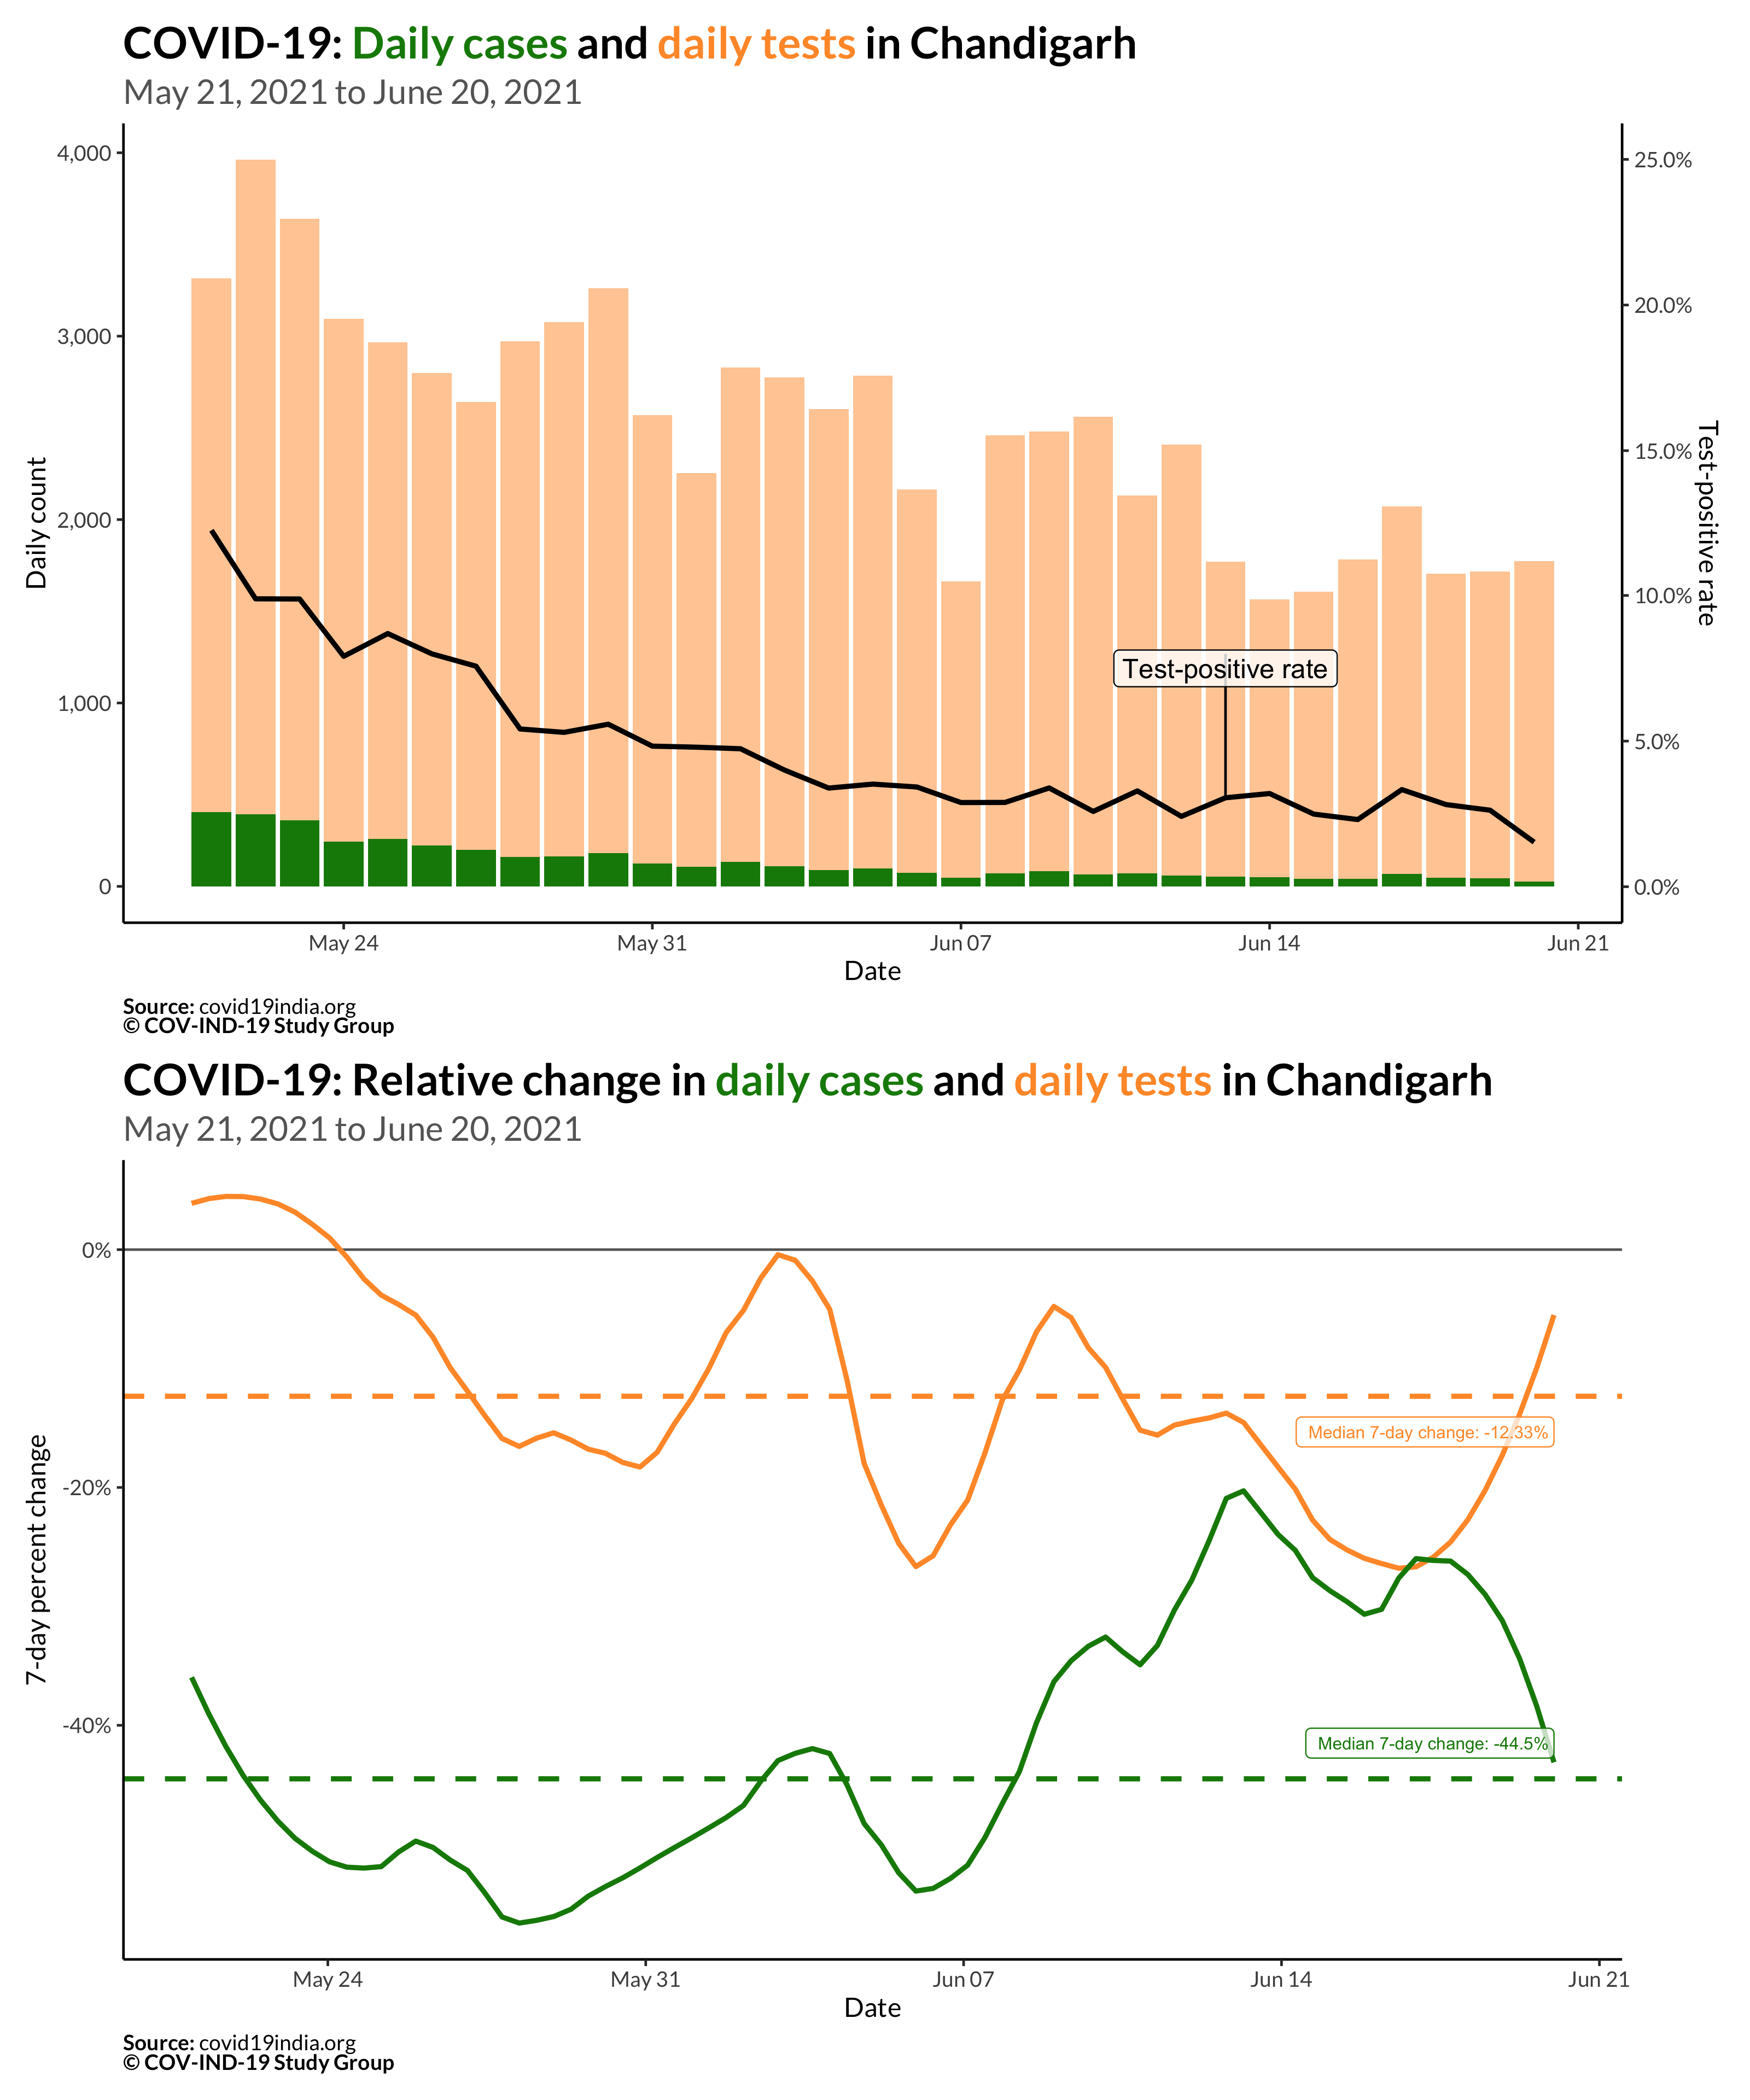 COVID-19: Daily cases and daily tests in Chandigarh
May 21, 2021 to June 20, 2021
4,000
3,000
2,000
1,000
0
Daily count
25.0%
20.0%
15.0%
10.0%
5.0%
0.0%
Test-positive rate
Test-positive rate
May 24
May 31
Jun 07
Jun 14
Jun 21
Date
Source: covid19india.org
© COV-IND-19 Study Group
COVID-19: Relative change in daily cases and daily tests in Chandigarh
May 21, 2021 to June 20, 2021
0%
-20%
-40%
7-day percent change
Median 7-day change: -12.33%
Median 7-day change: -44.5%
May 24
May 31
Jun 07
Jun 14
Jun 21
Date
Source: covid19india.org
© COV-IND-19 Study Group